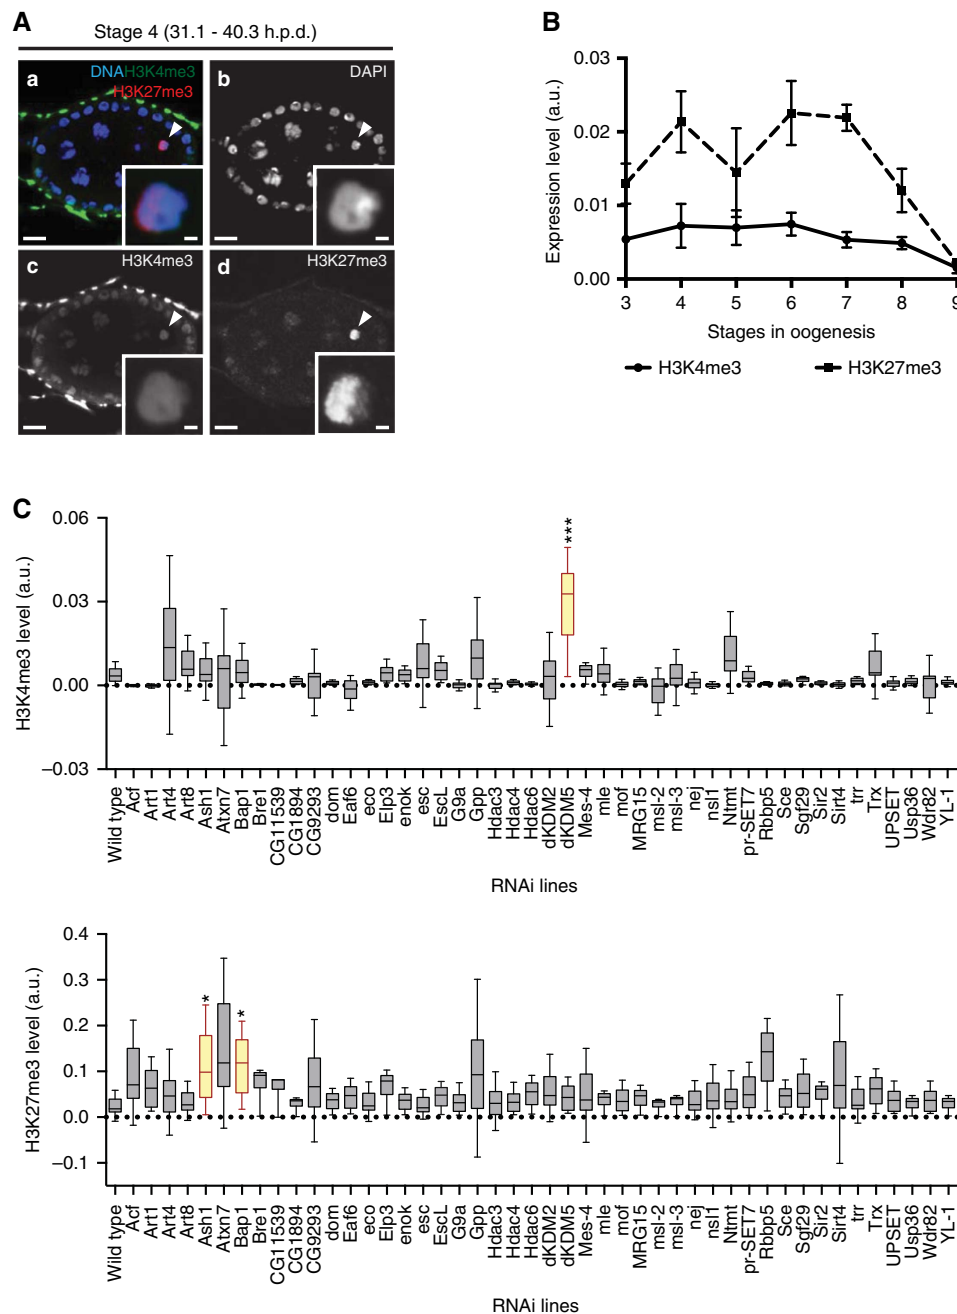 A
Stage 4 (31.1 - 40.3 h.p.d.)
a
DNA H3K4me3
H3K27me3
b
DAPI
c
H3K4me3
d
H3K27me3
B
Expression level (a.u.)
0.03
0.02
0.01
0.00
3 4 5 6 7 8 9
Stages in oogenesis
H3K4me3
H3K27me3
C
H3K4me3 level (a.u.)
0.06
0.03
0.00
−0.03
***
Wild type
Acf
Art1
Art4
Art8
Ash1
Atxn7
Bap1
Bre1
CG11539
CG1894
CG9293
dom
Eaf6
eco
Elp3
enok
esc
EscL
G9a
Gpp
Hdac3
Hdac4
Hdac6
dKDM2
dKDM5
Mes-4
mle
mof
MRG15
msl-2
msl-3
nej
nsl1
Ntmt
pr-SET7
Rbbp5
Sce
Sgf29
Sir2
Sirt4
trr
Trx
UPSET
Usp36
Wdr82
YL-1
RNAi lines
H3K27me3 level (a.u.)
0.4
0.3
0.2
0.1
0.0
−0.1
*
*
Wild type
Acf
Art1
Art4
Art8
Ash1
Atxn7
Bap1
Bre1
CG11539
CG1894
CG9293
dom
Eaf6
eco
Elp3
enok
esc
EscL
G9a
Gpp
Hdac3
Hdac4
Hdac6
dKDM2
dKDM5
Mes-4
mle
mof
MRG15
msl-2
msl-3
nej
nsl1
Ntmt
pr-SET7
Rbbp5
Sce
Sgf29
Sir2
Sirt4
trr
Trx
UPSET
Usp36
Wdr82
YL-1
RNAi lines